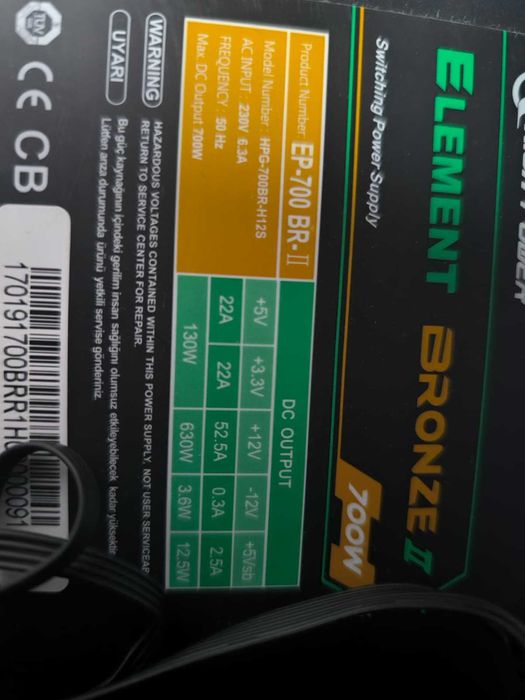 ELEMENT BRONZE II
Switching Power Supply
700W
Product Number: EP-700 BR-II
Model Number : HPG-700BR-H12S
AC INPUT : 230V 6.3A
FREQUENCY : 50 Hz
Max. DC Output 700W
DC OUTPUT
+5V +3.3V +12V -12V +5Vsb
22A 22A 52.5A 0.3A 2.5A
130W 630W 3.6W 12.5W
WARNING
HAZARDOUS VOLTAGES CONTAINED WITHIN THIS POWER SUPPLY, NOT USER
RETURN TO SERVICE CENTER FOR REPAIR.
UYARI
Bu güç kaynağının içindeki gerilim insan sağlığını olumsuz etkileyebilecek kadar yüksektir.
Lütfen arıza durumunda ürünü yetkili servise gönderiniz.
TÜV
CE CB